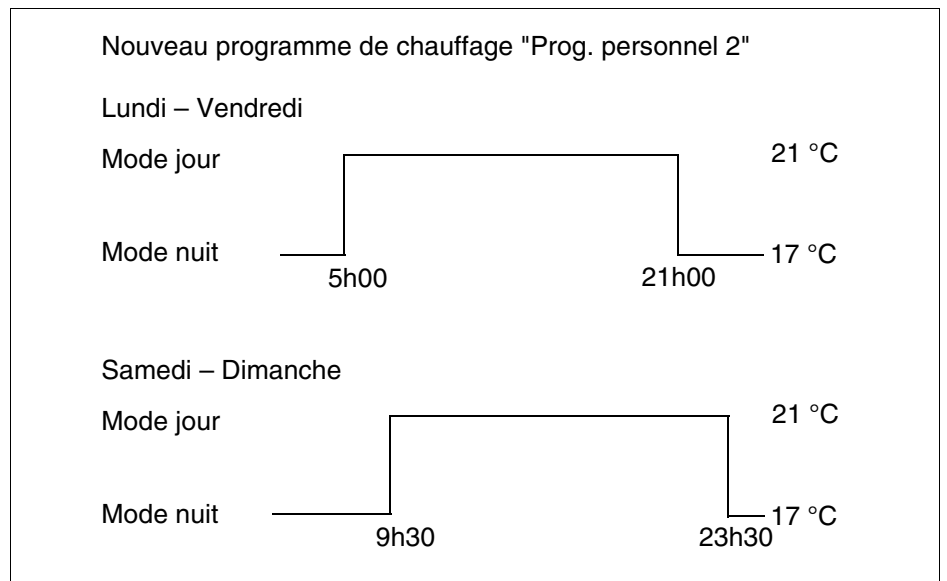 Nouveau programme de chauffage "Prog. personnel 2"
Lundi – Vendredi
Mode jour 21 °C
Mode nuit 17 °C
5h00 21h00
Samedi – Dimanche
Mode jour 21 °C
Mode nuit 17 °C
9h30 23h30